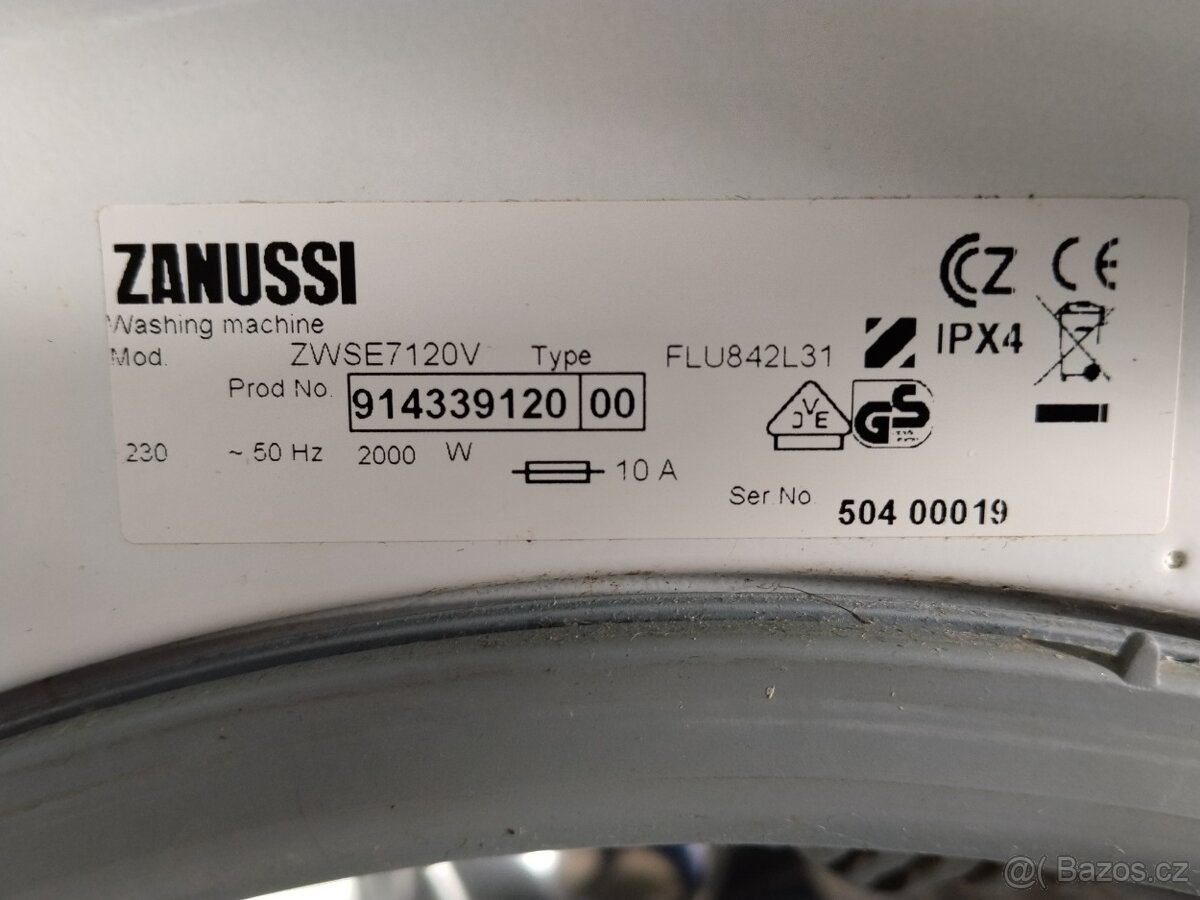 ZANUSSI
Washing machine
Mod. ZWSE7120V Type FLU842L31
Prod No. 914339120 00
230 ~ 50 Hz 2000 W
10 A
Ser.No 504 00019
CZ CE
IPX4
DVE GS
@( Bazos.cz